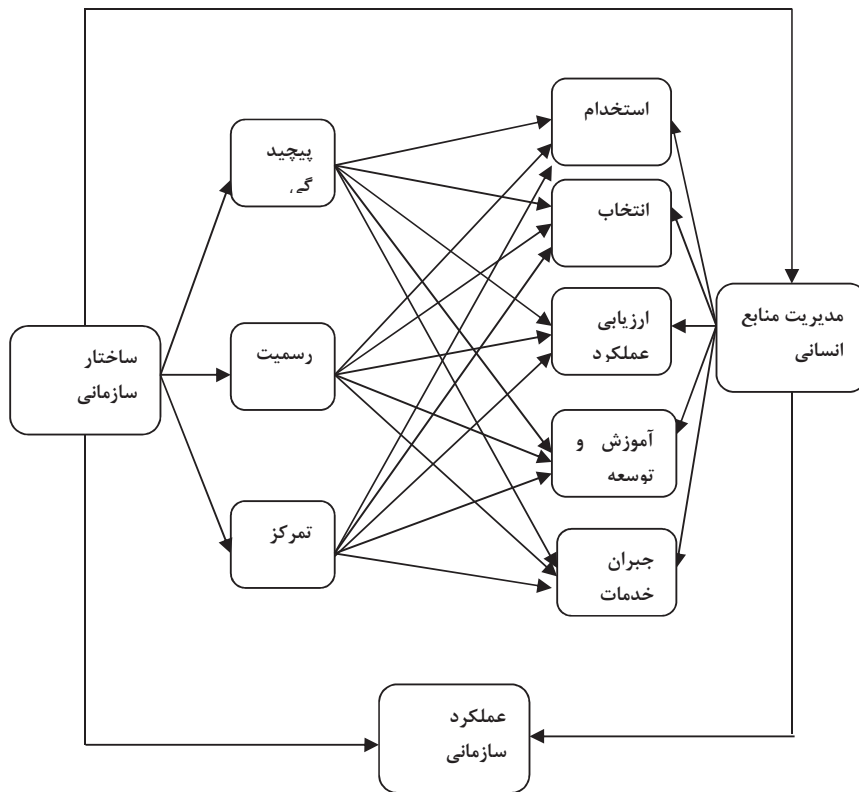 استخدام
پیچید
گی
انتخاب
ارزیابی
عملکرد
مدیریت منابع
انسانی
ساختار
سازمانی
رسمیت
آموزش و
توسعه
تمرکز
جبران
خدمات
عملکرد
سازمانی